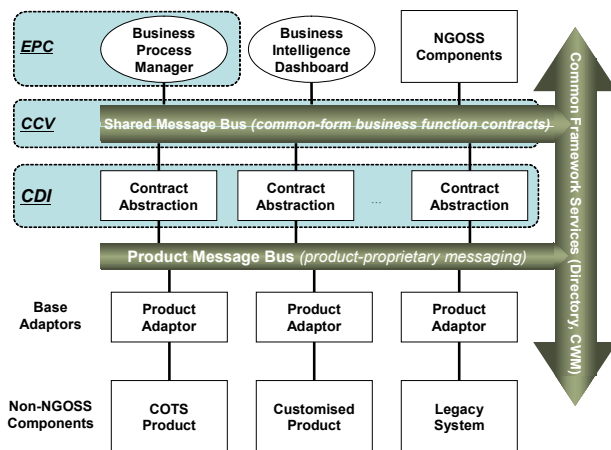 EPC
Business
Process
Manager
Business
Intelligence
Dashboard
NGOSS
Components
CCV
Shared Message Bus (common-form business function contracts)
CDI
Contract
Abstraction
Contract
Abstraction
...
Contract
Abstraction
Product Message Bus (product-proprietary messaging)
Base
Adaptors
Product
Adaptor
Product
Adaptor
Product
Adaptor
Non-NGOSS
Components
COTS
Product
Customised
Product
Legacy
System
Common Framework Services (Directory, CWM)